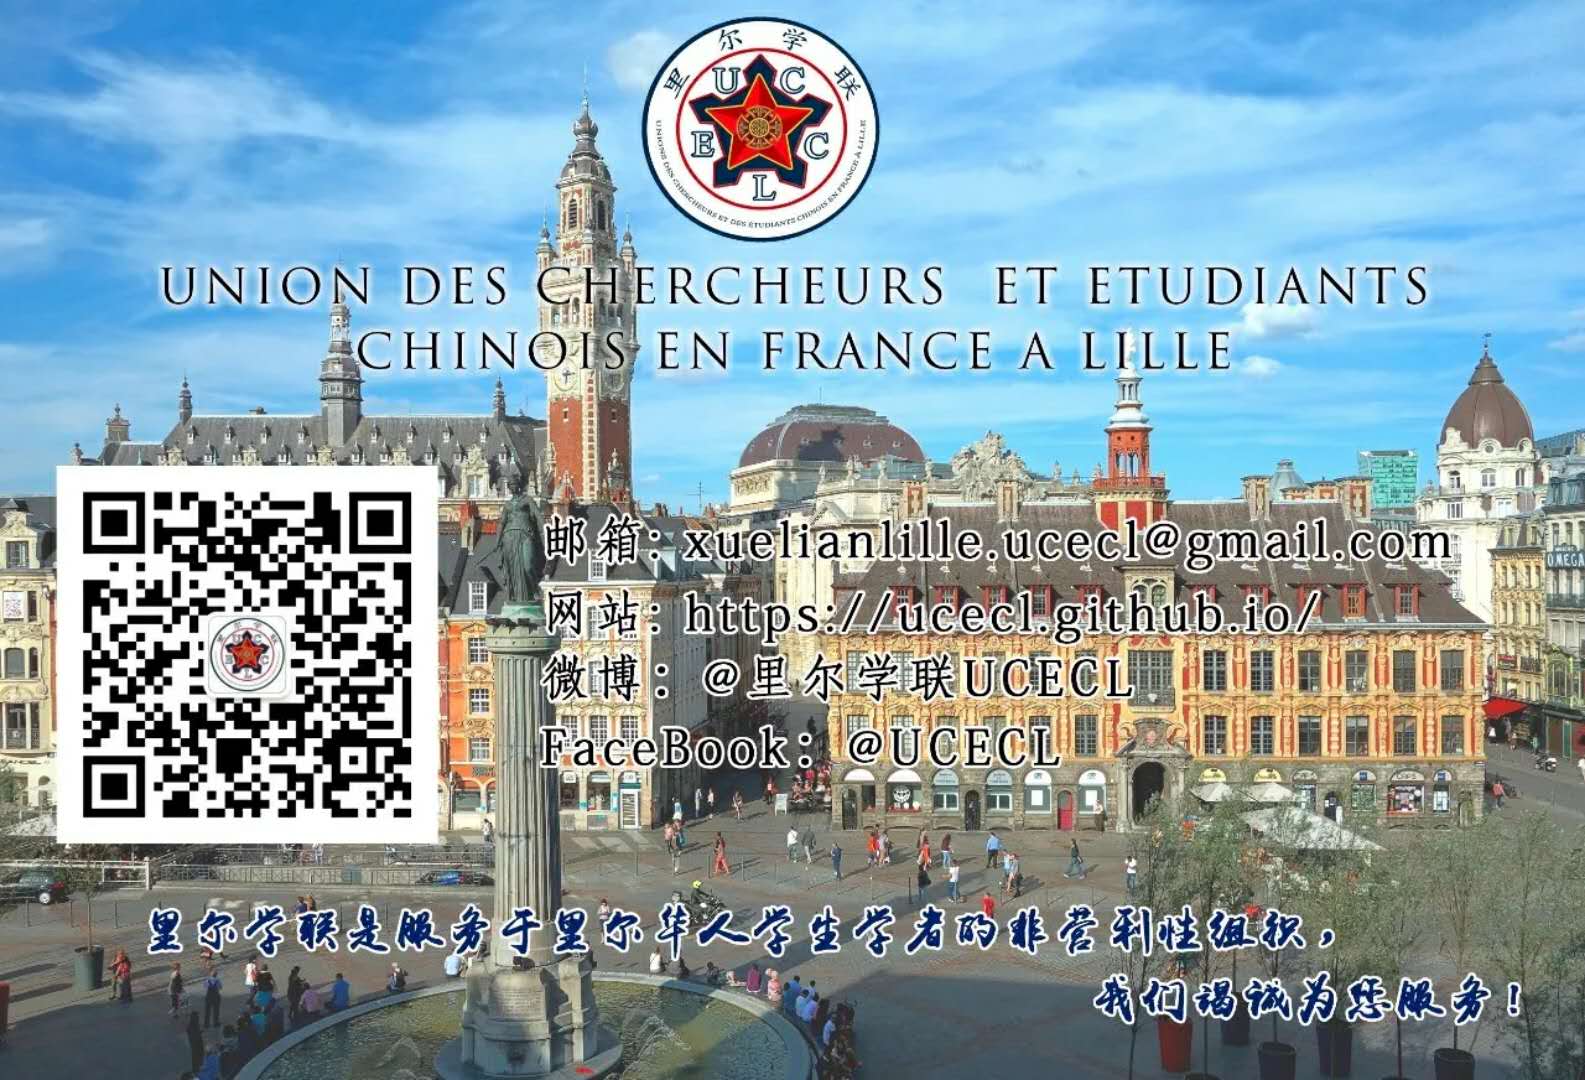 里尔学联
UCECL
UNIONS DES CHERCHEURS ET DES ÉTUDIANTS CHINOIS EN FRANCE À LILLE
UNION DES CHERCHEURS ET ETUDIANTS
CHINOIS EN FRANCE A LILLE
邮箱：xuelianlille.ucecl@gmail.com
网站：https://ucecl.github.io/
微博：@里尔学联UCECL
FaceBook：@UCECL
OMEGA
里尔学联是服务于里尔华人学生学者的非营利性组织，
我们竭诚为您服务！